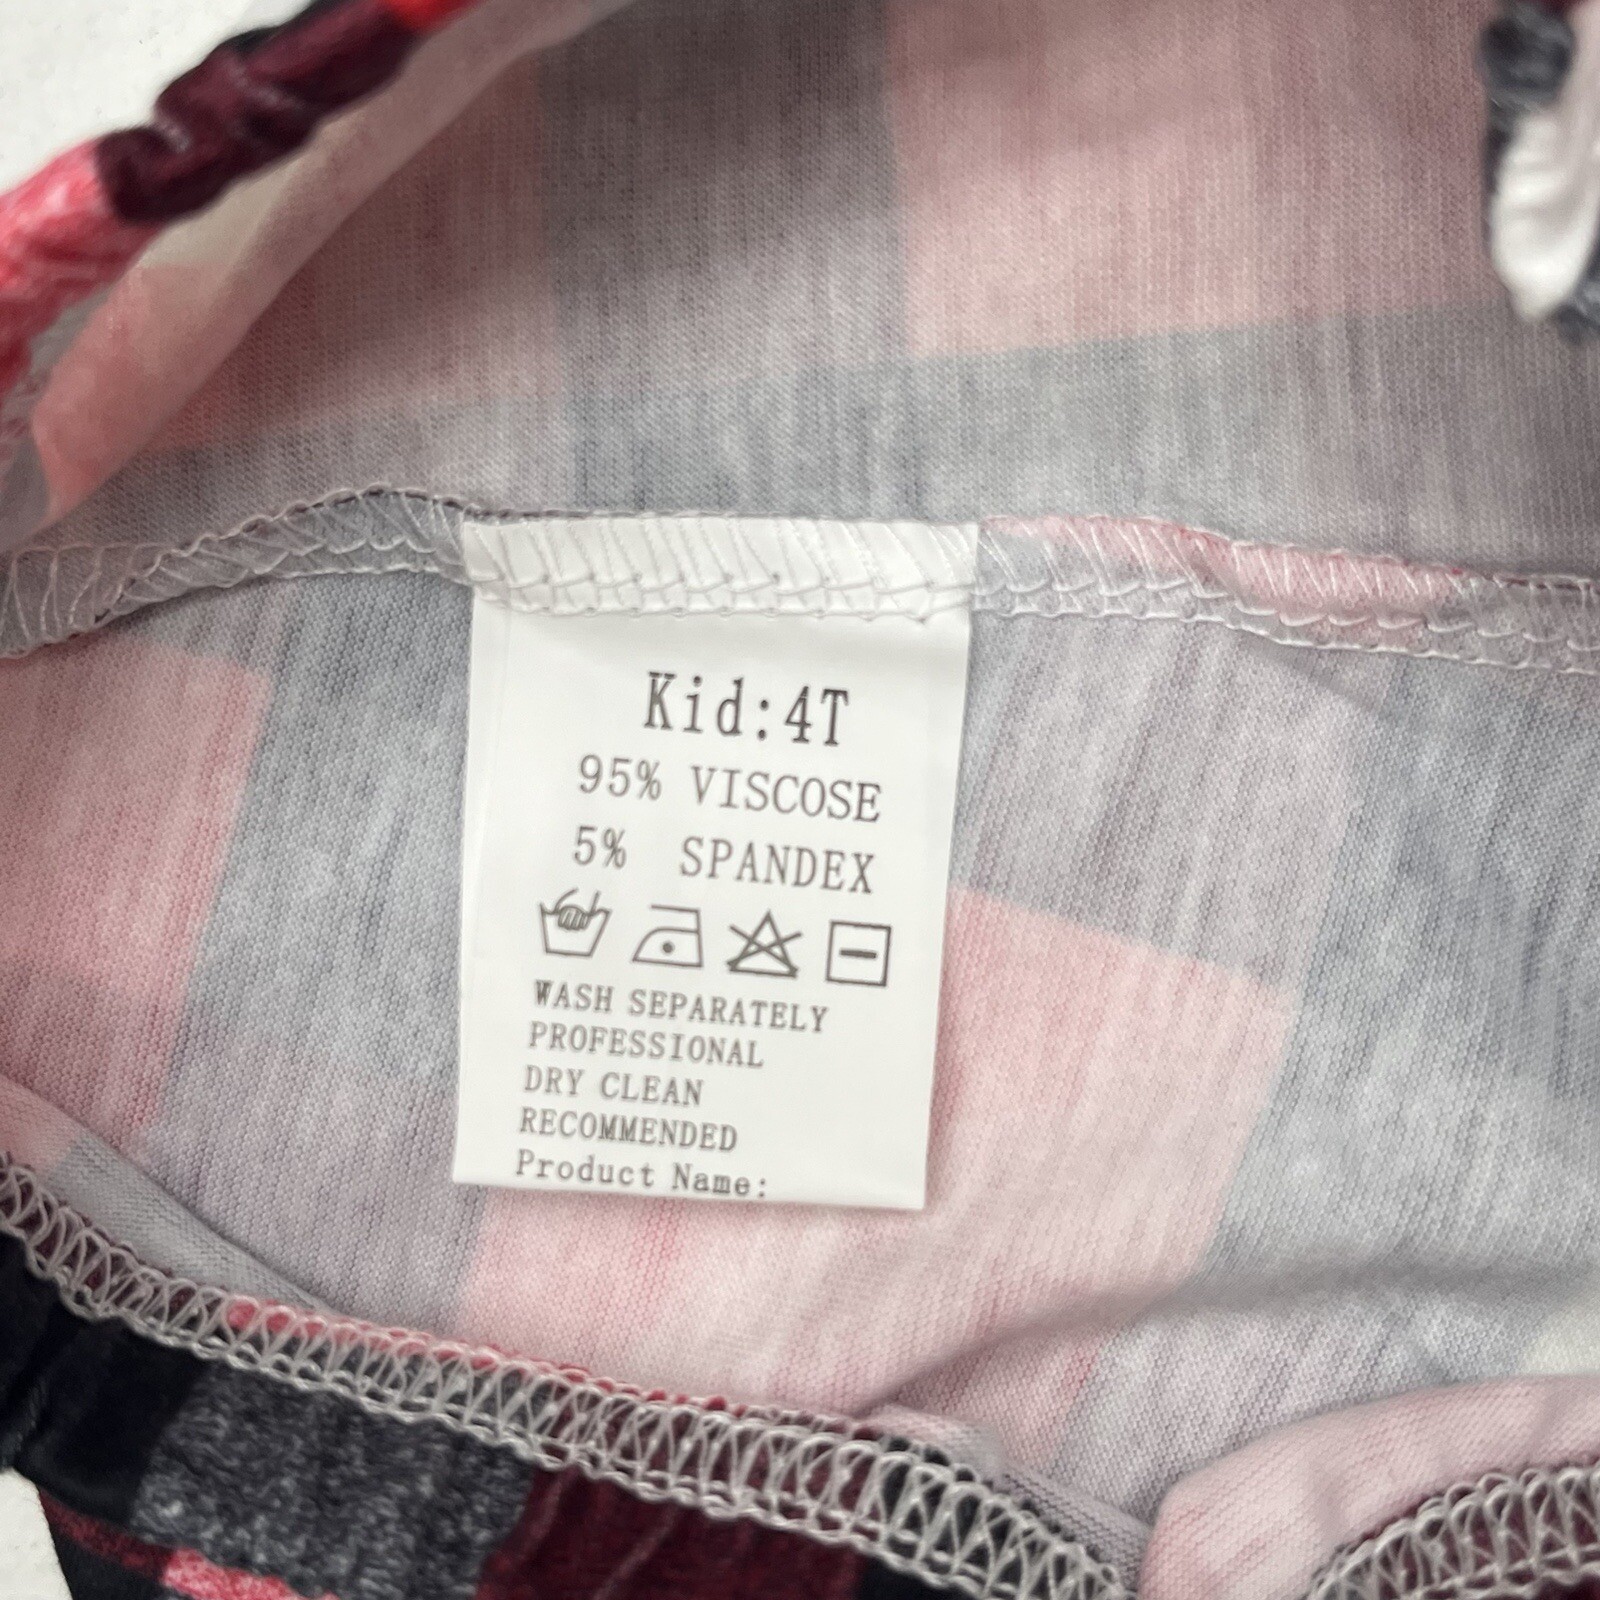 Kid:4T
95% VISCOSE
5% SPANDEX
WASH SEPARATELY
PROFESSIONAL
DRY CLEAN
RECOMMENDED
Product Name: